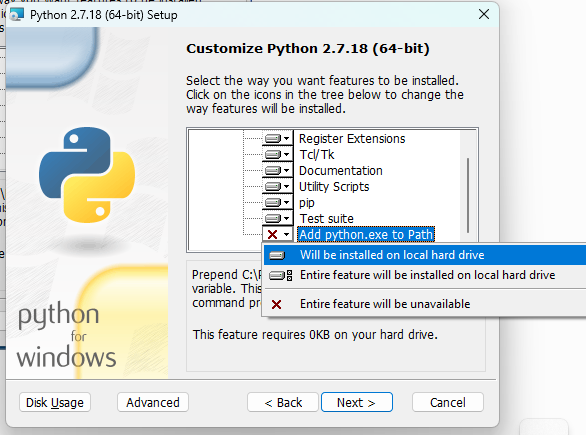 Python 2.7.18 (64-bit) Setup
Customize Python 2.7.18 (64-bit)
Select the way you want features to be installed.
Click on the icons in the tree below to change the
way features will be installed.
Register Extensions
Tcl/Tk
Documentation
Utility Scripts
pip
Test suite
Add python.exe to Path
Will be installed on local hard drive
Entire feature will be installed on local hard drive
Entire feature will be unavailable
Prepend C:\
variable. This
command
This feature requires 0KB on your hard drive.
python
for
windows
Disk Usage
Advanced
< Back
Next >
Cancel